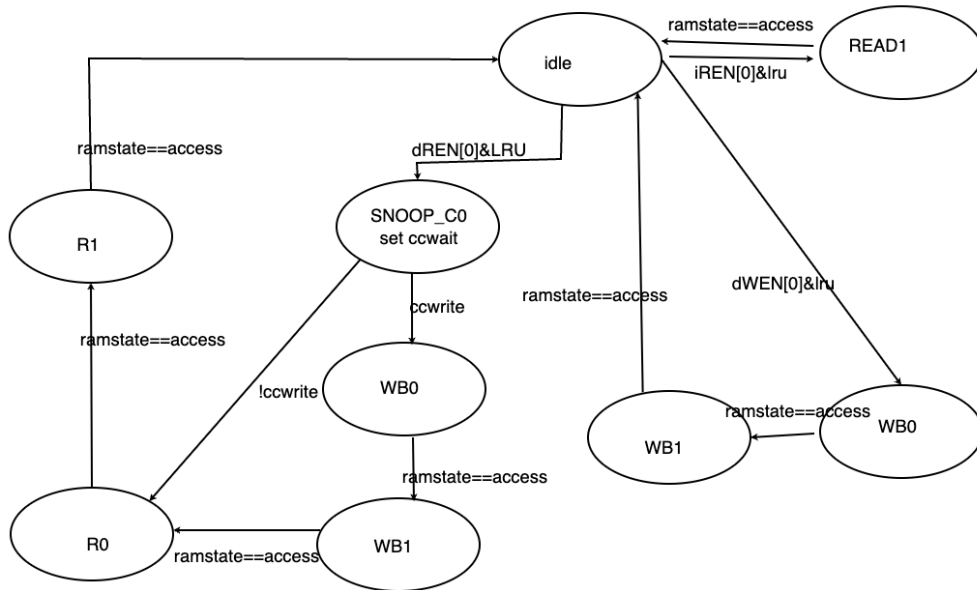 ramstate==access
READ1
idle
iREN[0]&lru
ramstate==access
dREN[0]&LRU
SNOOP_C0
set ccwait
R1
dWEN[0]&lru
ramstate==access
ccwrite
ramstate==access
!ccwrite
WB0
ramstate==access
WB0
WB1
ramstate==access
R0
WB1
ramstate==access